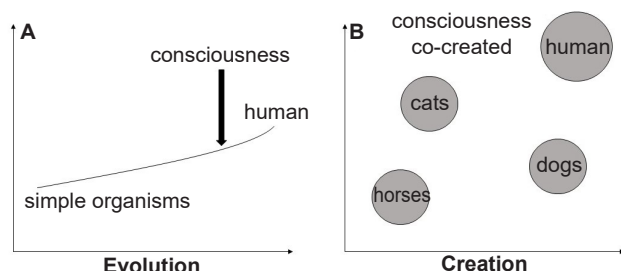 A
consciousness
human
simple organisms
Evolution
B
consciousness
co-created
human
cats
dogs
horses
Creation